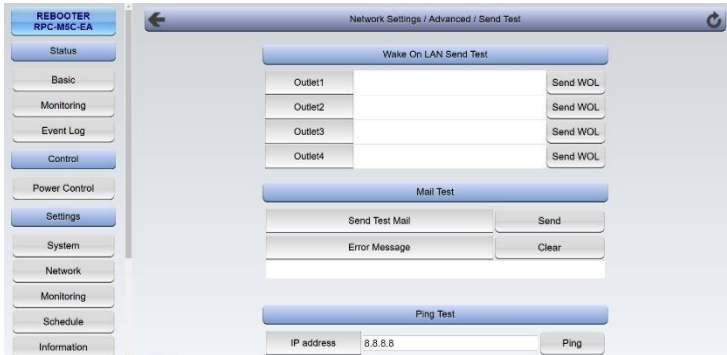 REBOOTER
RPC-M5C-EA
Status
Basic
Monitoring
Event Log
Control
Power Control
Settings
System
Network
Monitoring
Schedule
Information
Network Settings / Advanced / Send Test
Wake On LAN Send Test
Outlet1 Send WOL
Outlet2 Send WOL
Outlet3 Send WOL
Outlet4 Send WOL
Mail Test
Send Test Mail Send
Error Message Clear
Ping Test
IP address 8.8.8.8 Ping